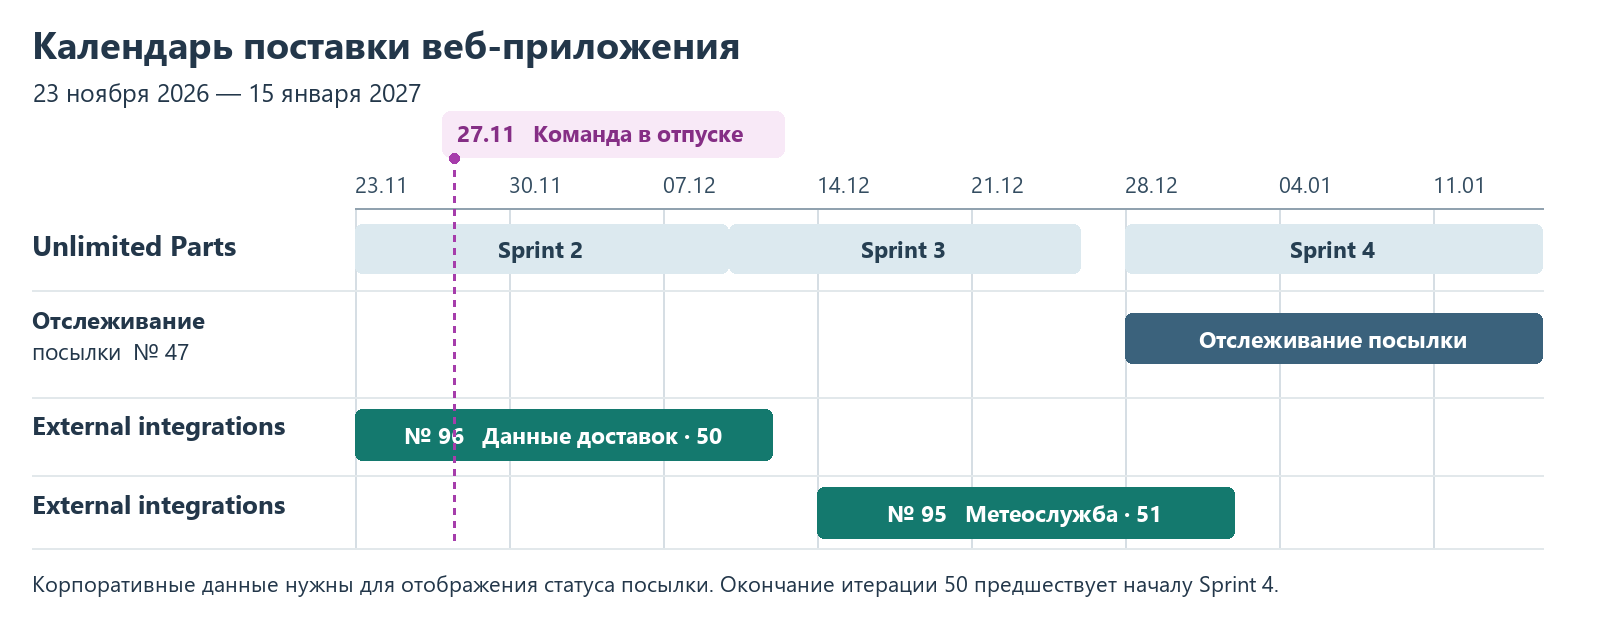 Календарь поставки веб-приложения
23 ноября 2026 — 15 января 2027
27.11 Команда в отпуске
23.11 30.11 07.12 14.12 21.12 28.12 04.01 11.01
Unlimited Parts
Sprint 2 Sprint 3 Sprint 4
Отслеживание
посылки № 47
Отслеживание посылки
External integrations
№ 96 Данные доставок · 50
External integrations
№ 95 Метеослужба · 51
Корпоративные данные нужны для отображения статуса посылки. Окончание итерации 50 предшествует началу Sprint 4.